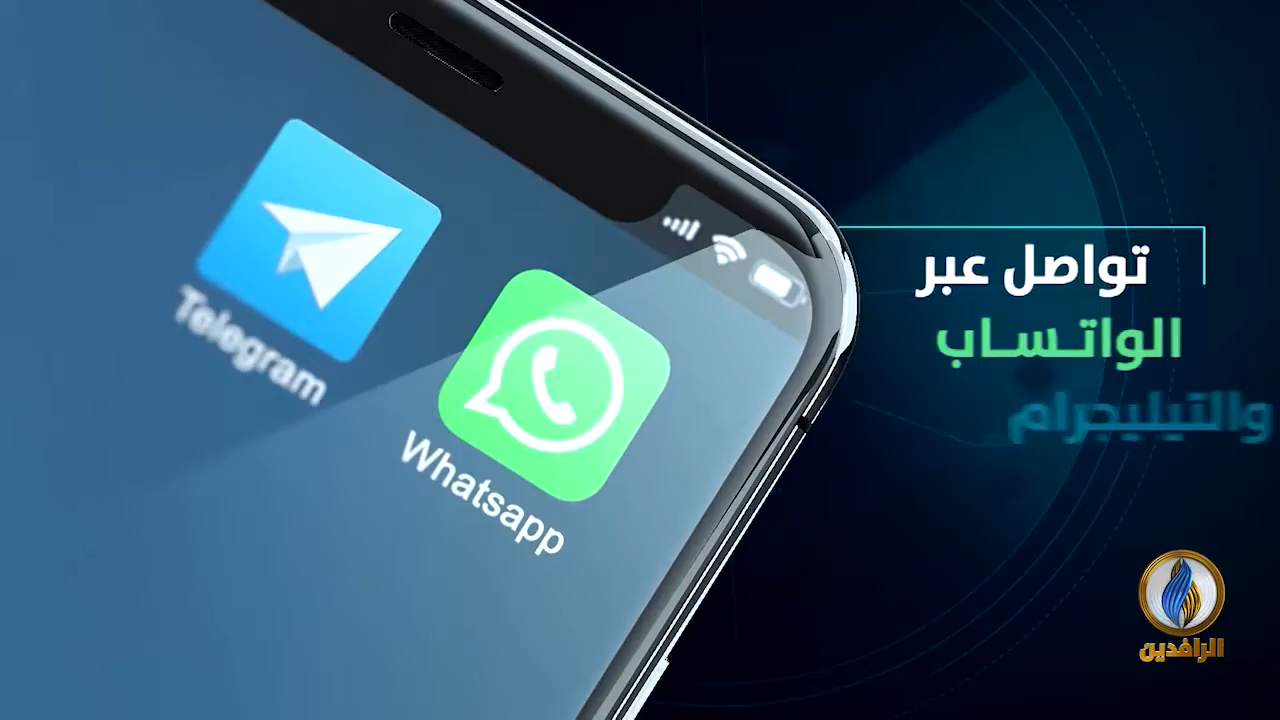 تواصل عبر
الواتساب
والتيليجرام
Telegram
Whatsapp
الرافدين